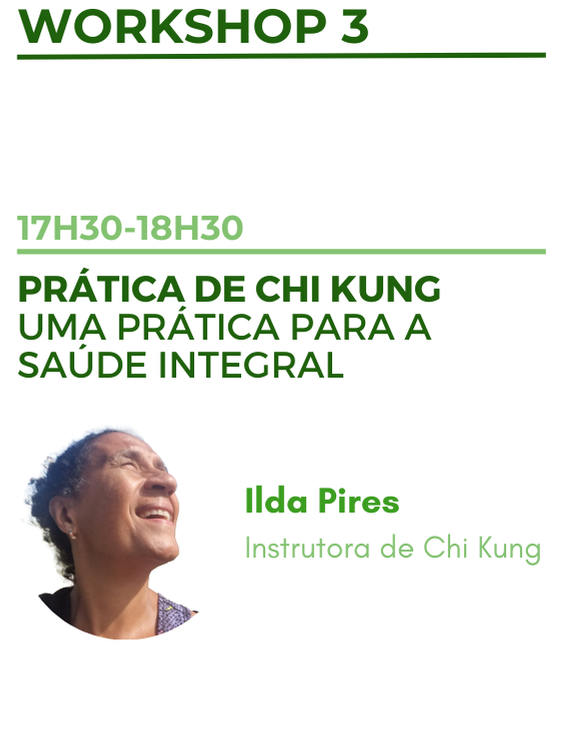 WORKSHOP 3
17H30-18H30
PRÁTICA DE CHI KUNG
UMA PRÁTICA PARA A
SAÚDE INTEGRAL
Ilda Pires
Instrutora de Chi Kung